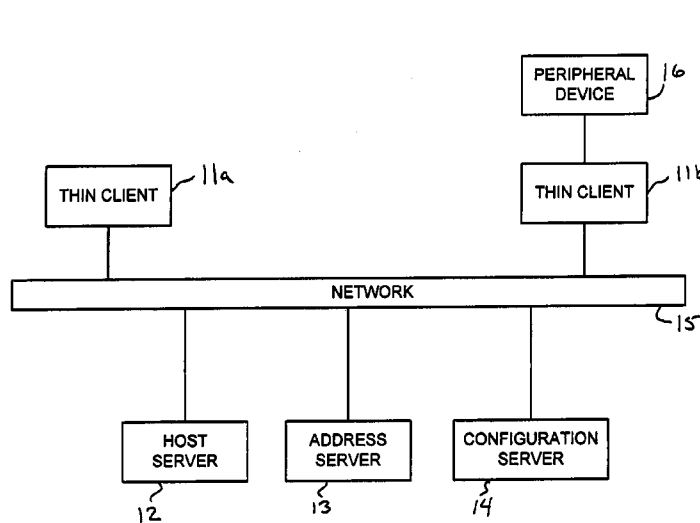 PERIPHERAL
DEVICE
16
THIN CLIENT
11a
THIN CLIENT
11b
NETWORK
15
HOST
SERVER
12
ADDRESS
SERVER
13
CONFIGURATION
SERVER
14